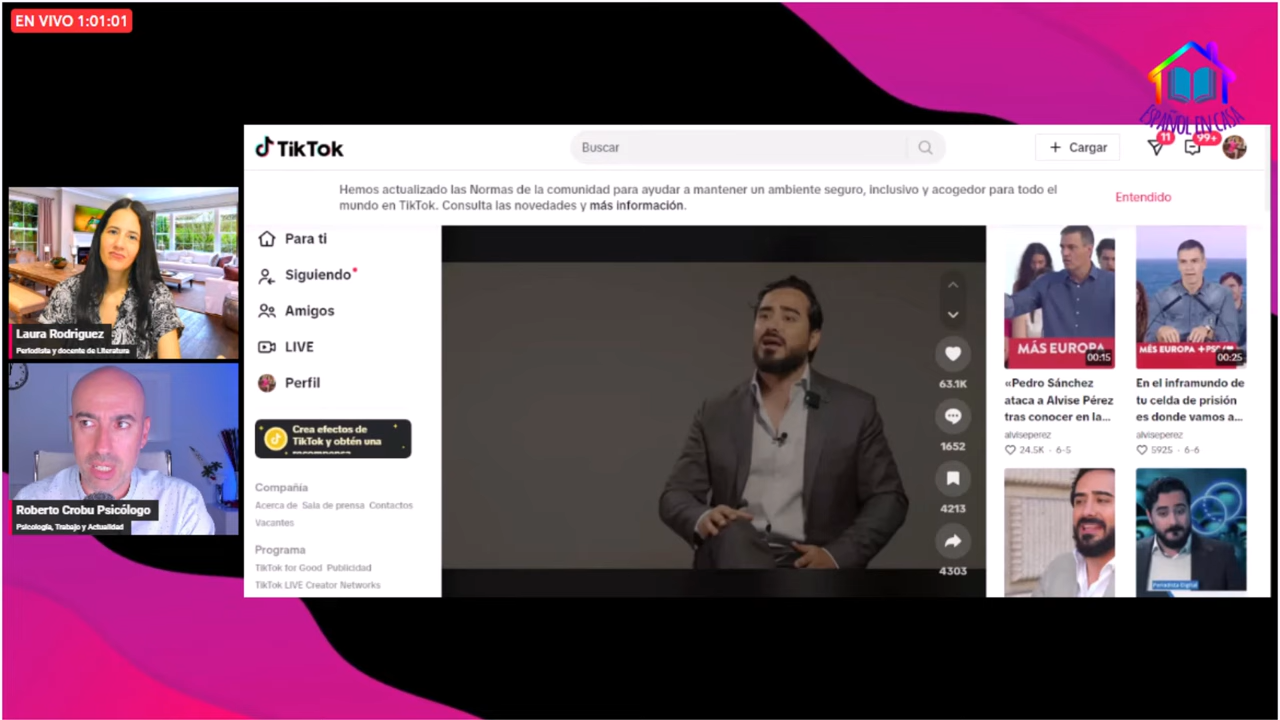 EN VIVO 1:01:01
ESPAÑOL EN CASA
TikTok
Buscar
+ Cargar
11
99+
Hemos actualizado las Normas de la comunidad para ayudar a mantener un ambiente seguro, inclusivo y acogedor para todo el
mundo en TikTok. Consulta las novedades y más información.
Entendido
Para ti
Siguiendo
Amigos
LIVE
Perfil
Crea efectos de
TikTok y obtén una
Compañía
Acerca de Sala de prensa Contactos
Vacantes
Programa
TikTok for Good Publicidad
TikTok LIVE Creator Networks
63.1K
1652
4213
4303
MÁS EUROPA
00:15
«Pedro Sánchez
ataca a Alvise Pérez
tras conocer en la...
alviseperez
24.5K · 6-5
MÁS EUROPA
00:25
En el inframundo de
tu celda de prisión
es donde vamos a...
alviseperez
5925 · 6-6
Periodista Digital
Laura Rodriguez
Periodista y docente de Literatura
Roberto Crobu Psicólogo
Psicología, Trabajo y Actualidad